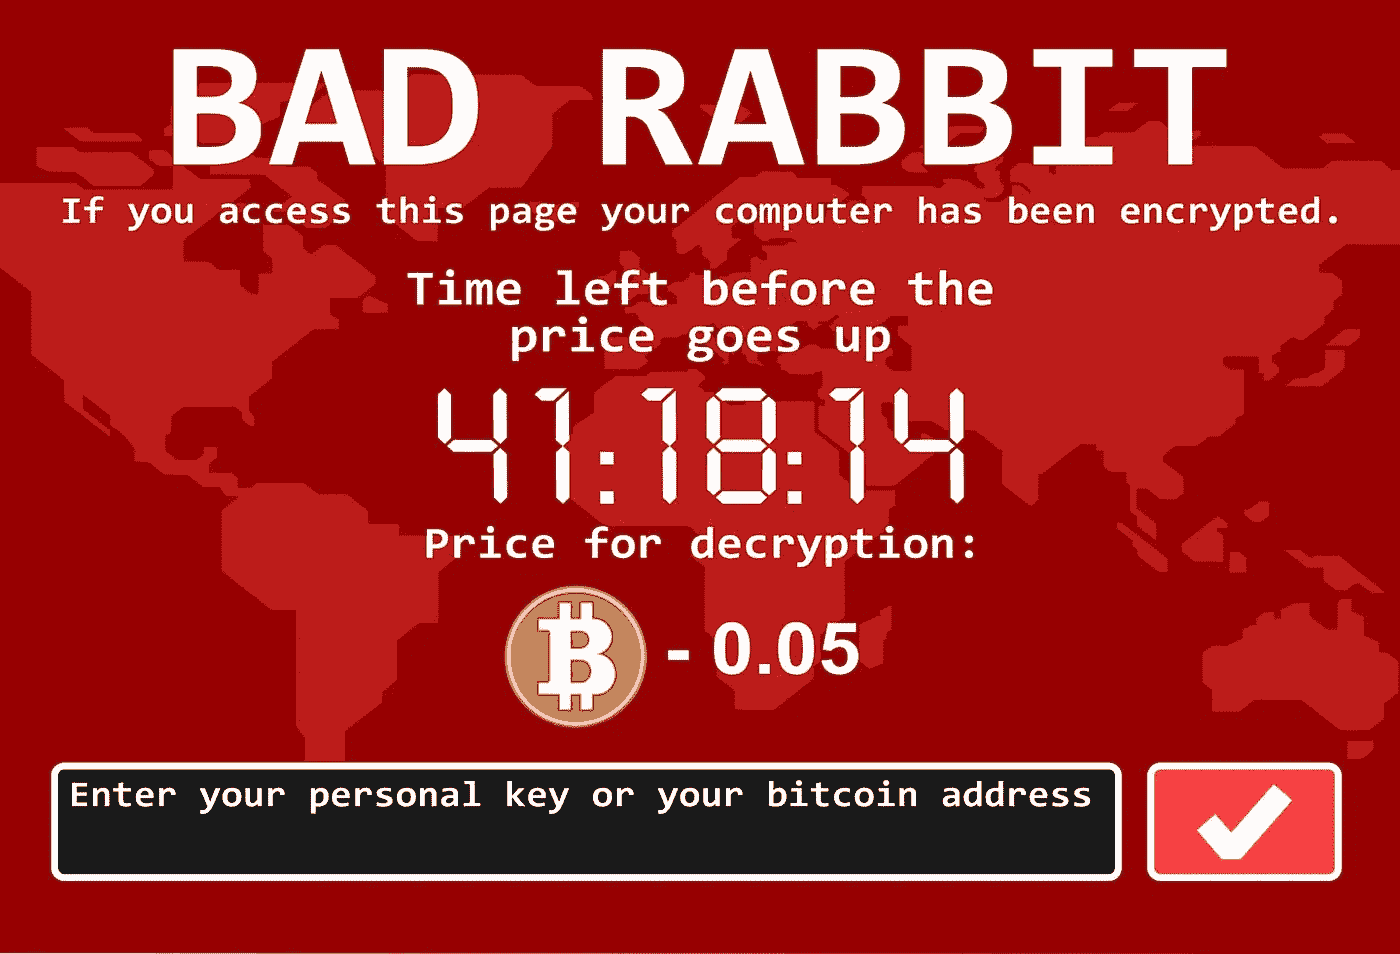 BAD RABBIT
If you access this page your computer has been encrypted.
Time left before the
price goes up
41:18:14
Price for decryption:
₿ - 0.05
Enter your personal key or your bitcoin address